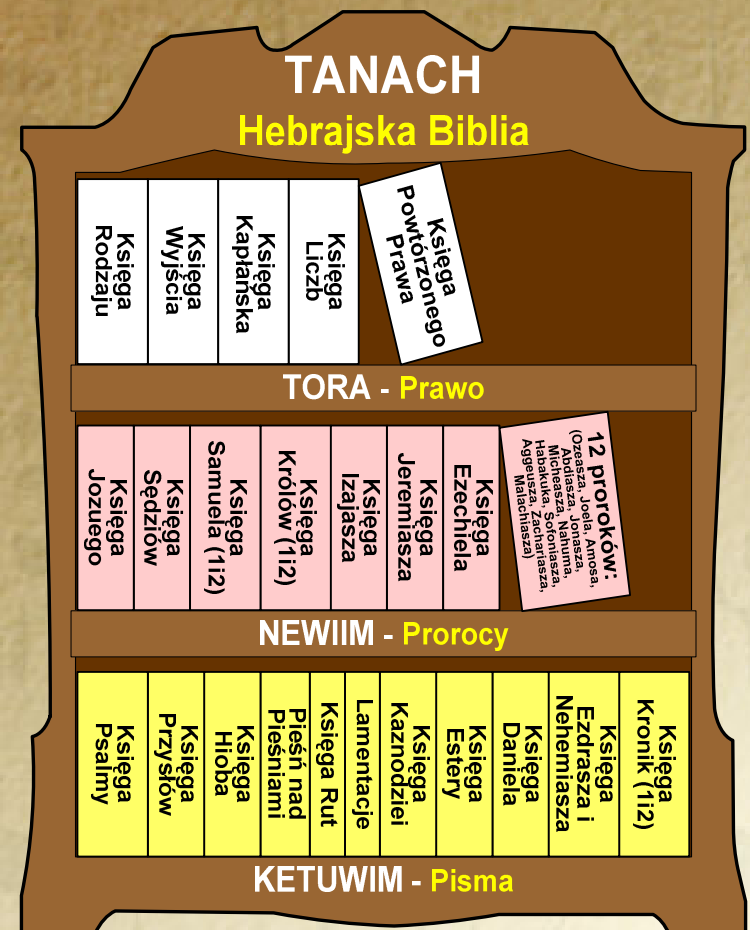 TANACH
Hebrajska Biblia
Księga
Rodzaju
Księga
Wyjścia
Księga
Kapłańska
Księga
Liczb
Księga
Powtórzonego
Prawa
TORA - Prawo
Księga
Jozuego
Księga
Sędziów
Księga
Samuela (1i2)
Księga
Królów (1i2)
Księga
Izajasza
Księga
Jeremiasza
Księga
Ezechiela
12 proroków:
(Ozeasza, Joela, Amosa,
Abdiasza, Jonasza,
Micheasza, Nahuma,
Habakuka, Sofoniasza,
Aggeusza, Zachariasza,
Malachiasza)
NEWIIM - Prorocy
Księga
Psalmy
Księga
Przysłów
Księga
Hioba
Pieśń nad
Pieśniami
Księga Rut
Lamentacje
Księga
Kaznodziei
Księga
Estery
Księga
Daniela
Księga
Ezdrasza i
Nehemiasza
Księga
Kronik (1i2)
KETUWIM - Pisma